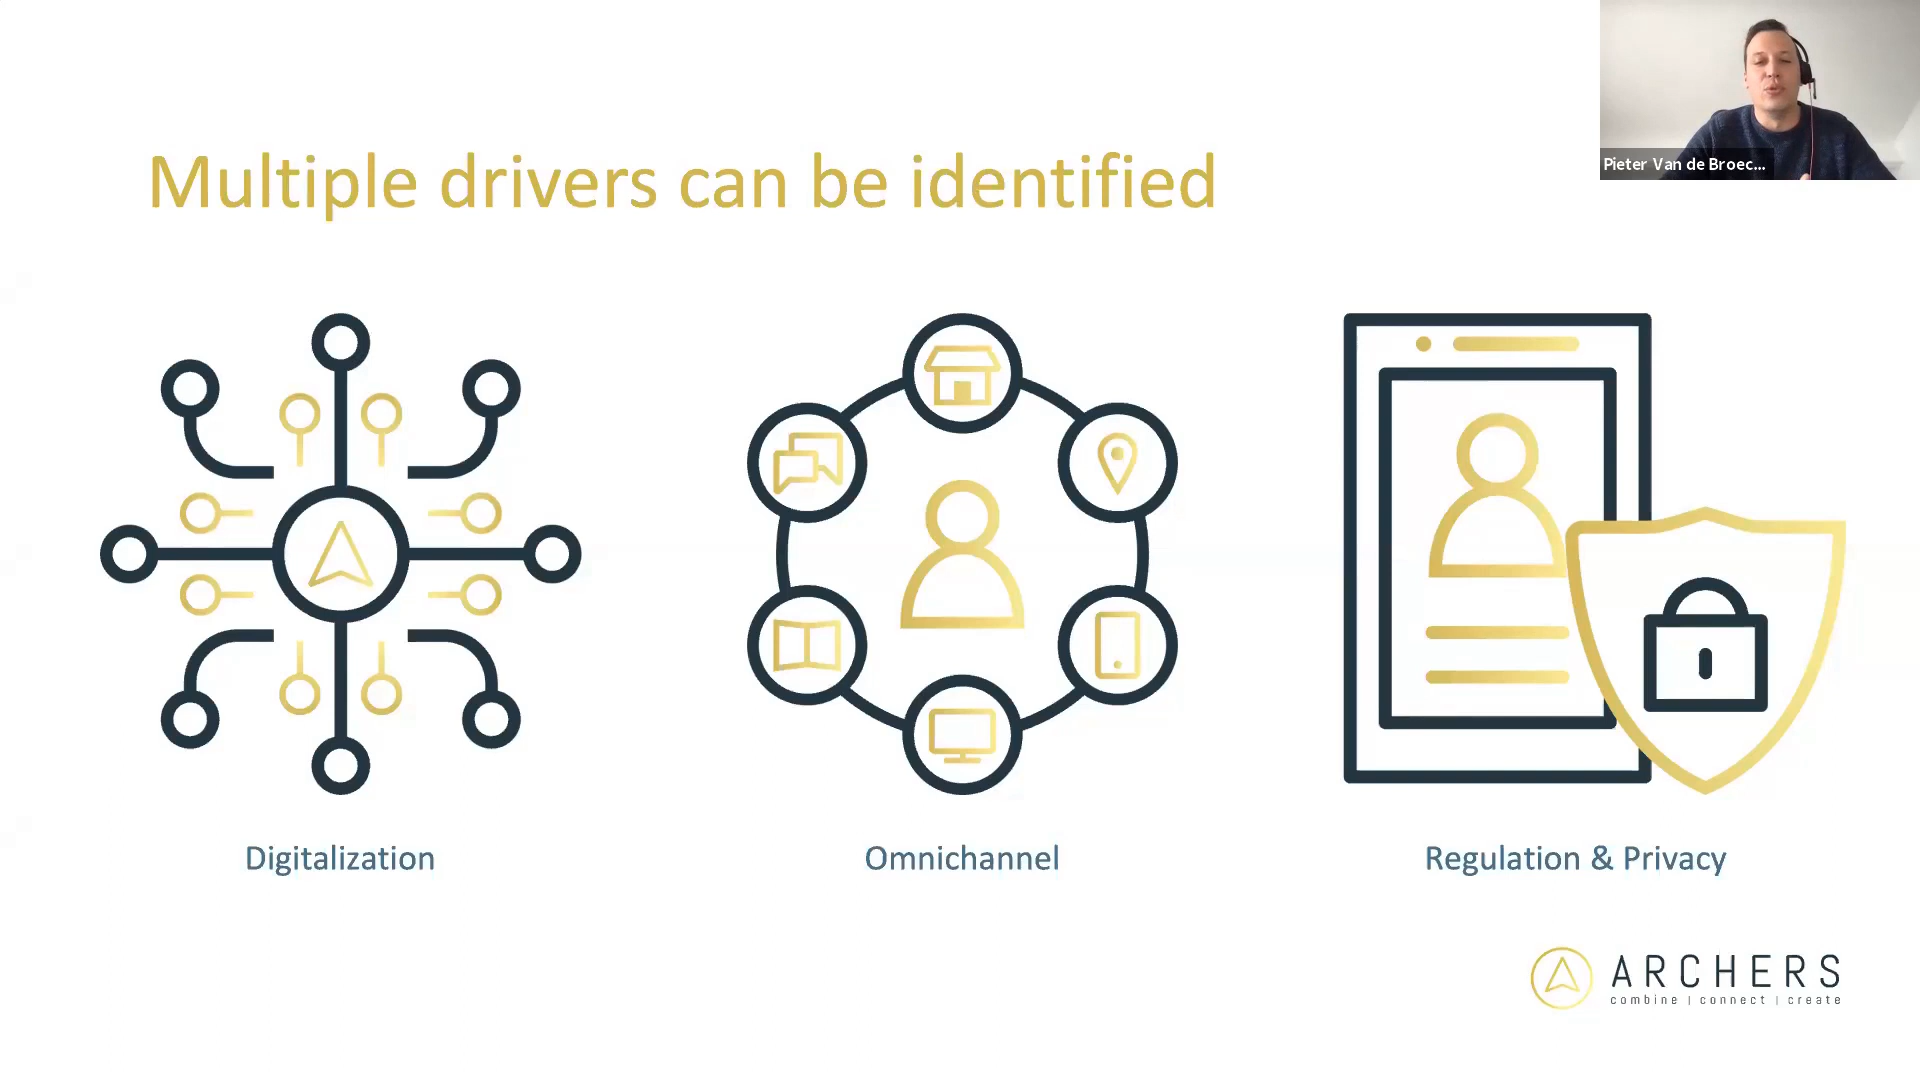 Multiple drivers can be identified
Pieter Van de Broec...
Digitalization
Omnichannel
Regulation & Privacy
ARCHERS
combine | connect | create